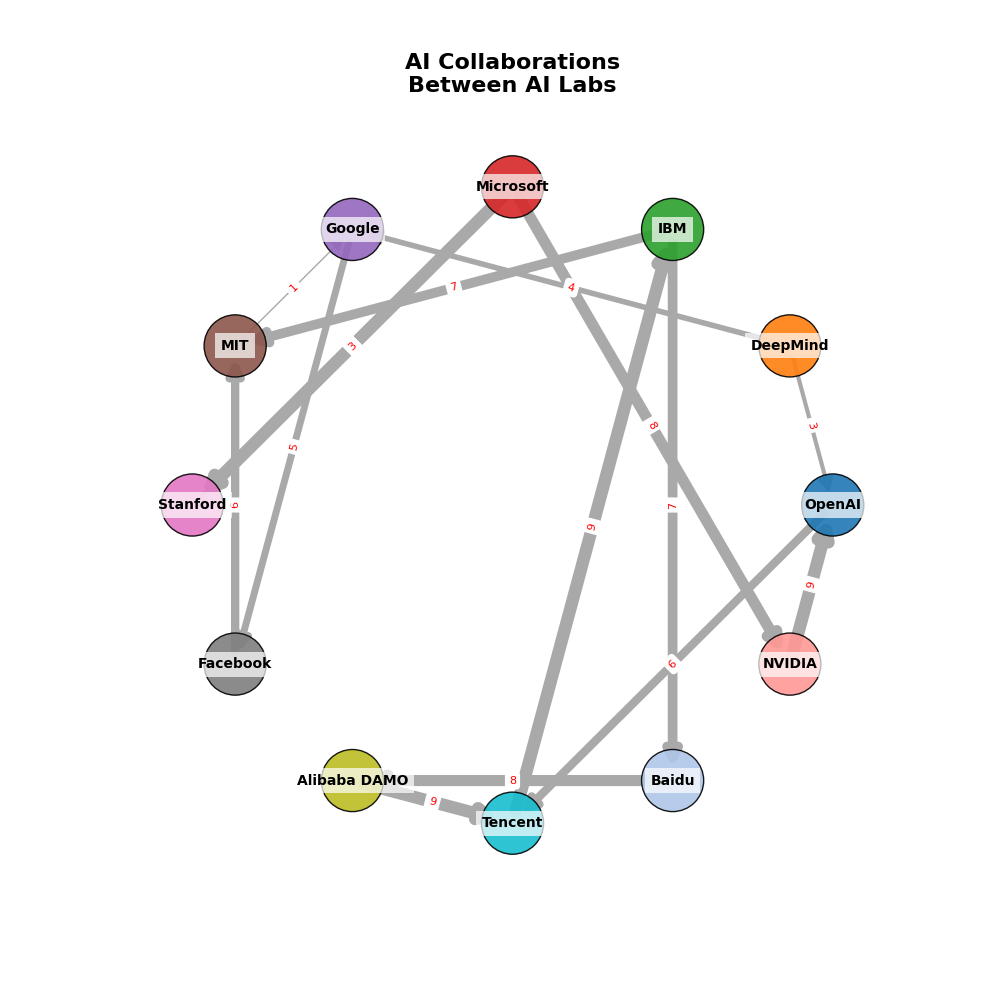 AI Collaborations
Between AI Labs
Microsoft
Google
IBM
1
7
4
MIT
3
DeepMind
5
8
3
Stanford
6
9
7
OpenAI
9
Facebook
6
NVIDIA
Alibaba DAMO
8
Baidu
9
Tencent